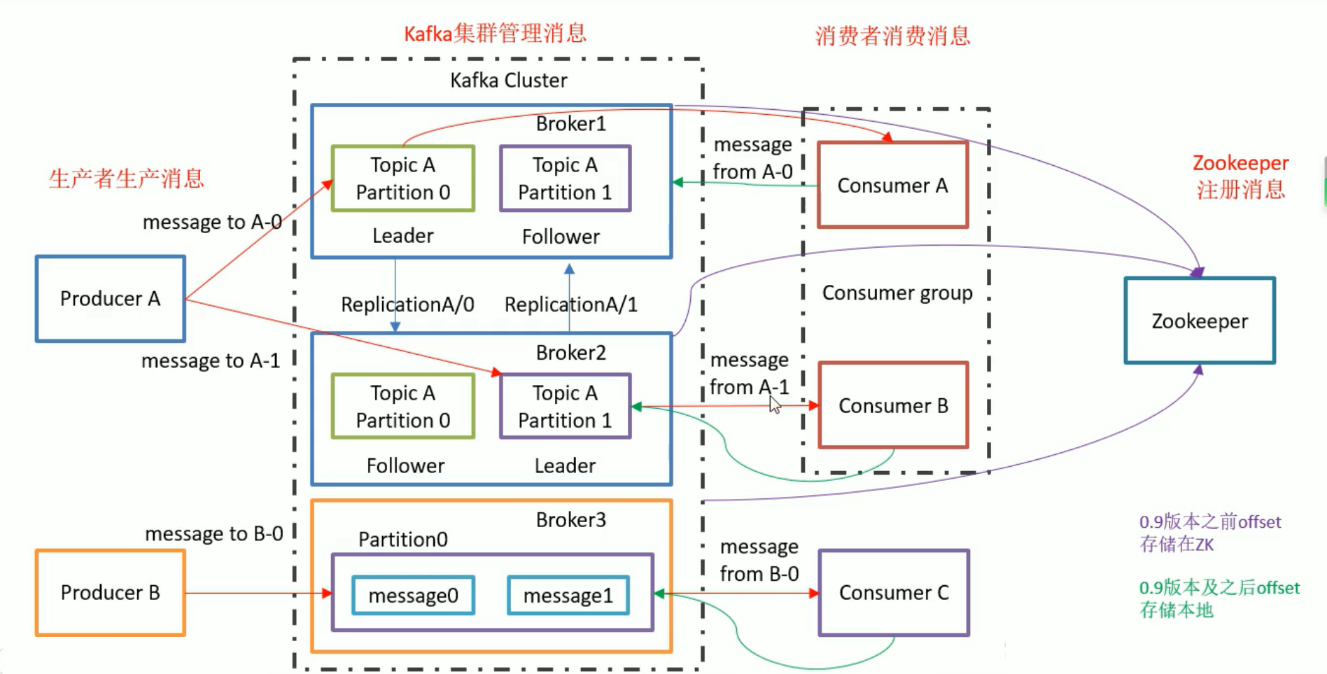 Kafka集群管理消息
消费者消费消息
Kafka Cluster
Broker1
Topic A
Partition 0
Topic A
Partition 1
Leader
Follower
message
from A-0
Consumer A
Zookeeper
注册消息
生产者生产消息
message to A-0
Producer A
ReplicationA/0
ReplicationA/1
Consumer group
Zookeeper
message to A-1
Broker2
Topic A
Partition 0
Topic A
Partition 1
Follower
Leader
message
from A-1
Consumer B
message to B-0
Producer B
Broker3
Partition0
message0
message1
message
from B-0
Consumer C
0.9版本之前offset
存储在ZK
0.9版本及之后offset
存储本地